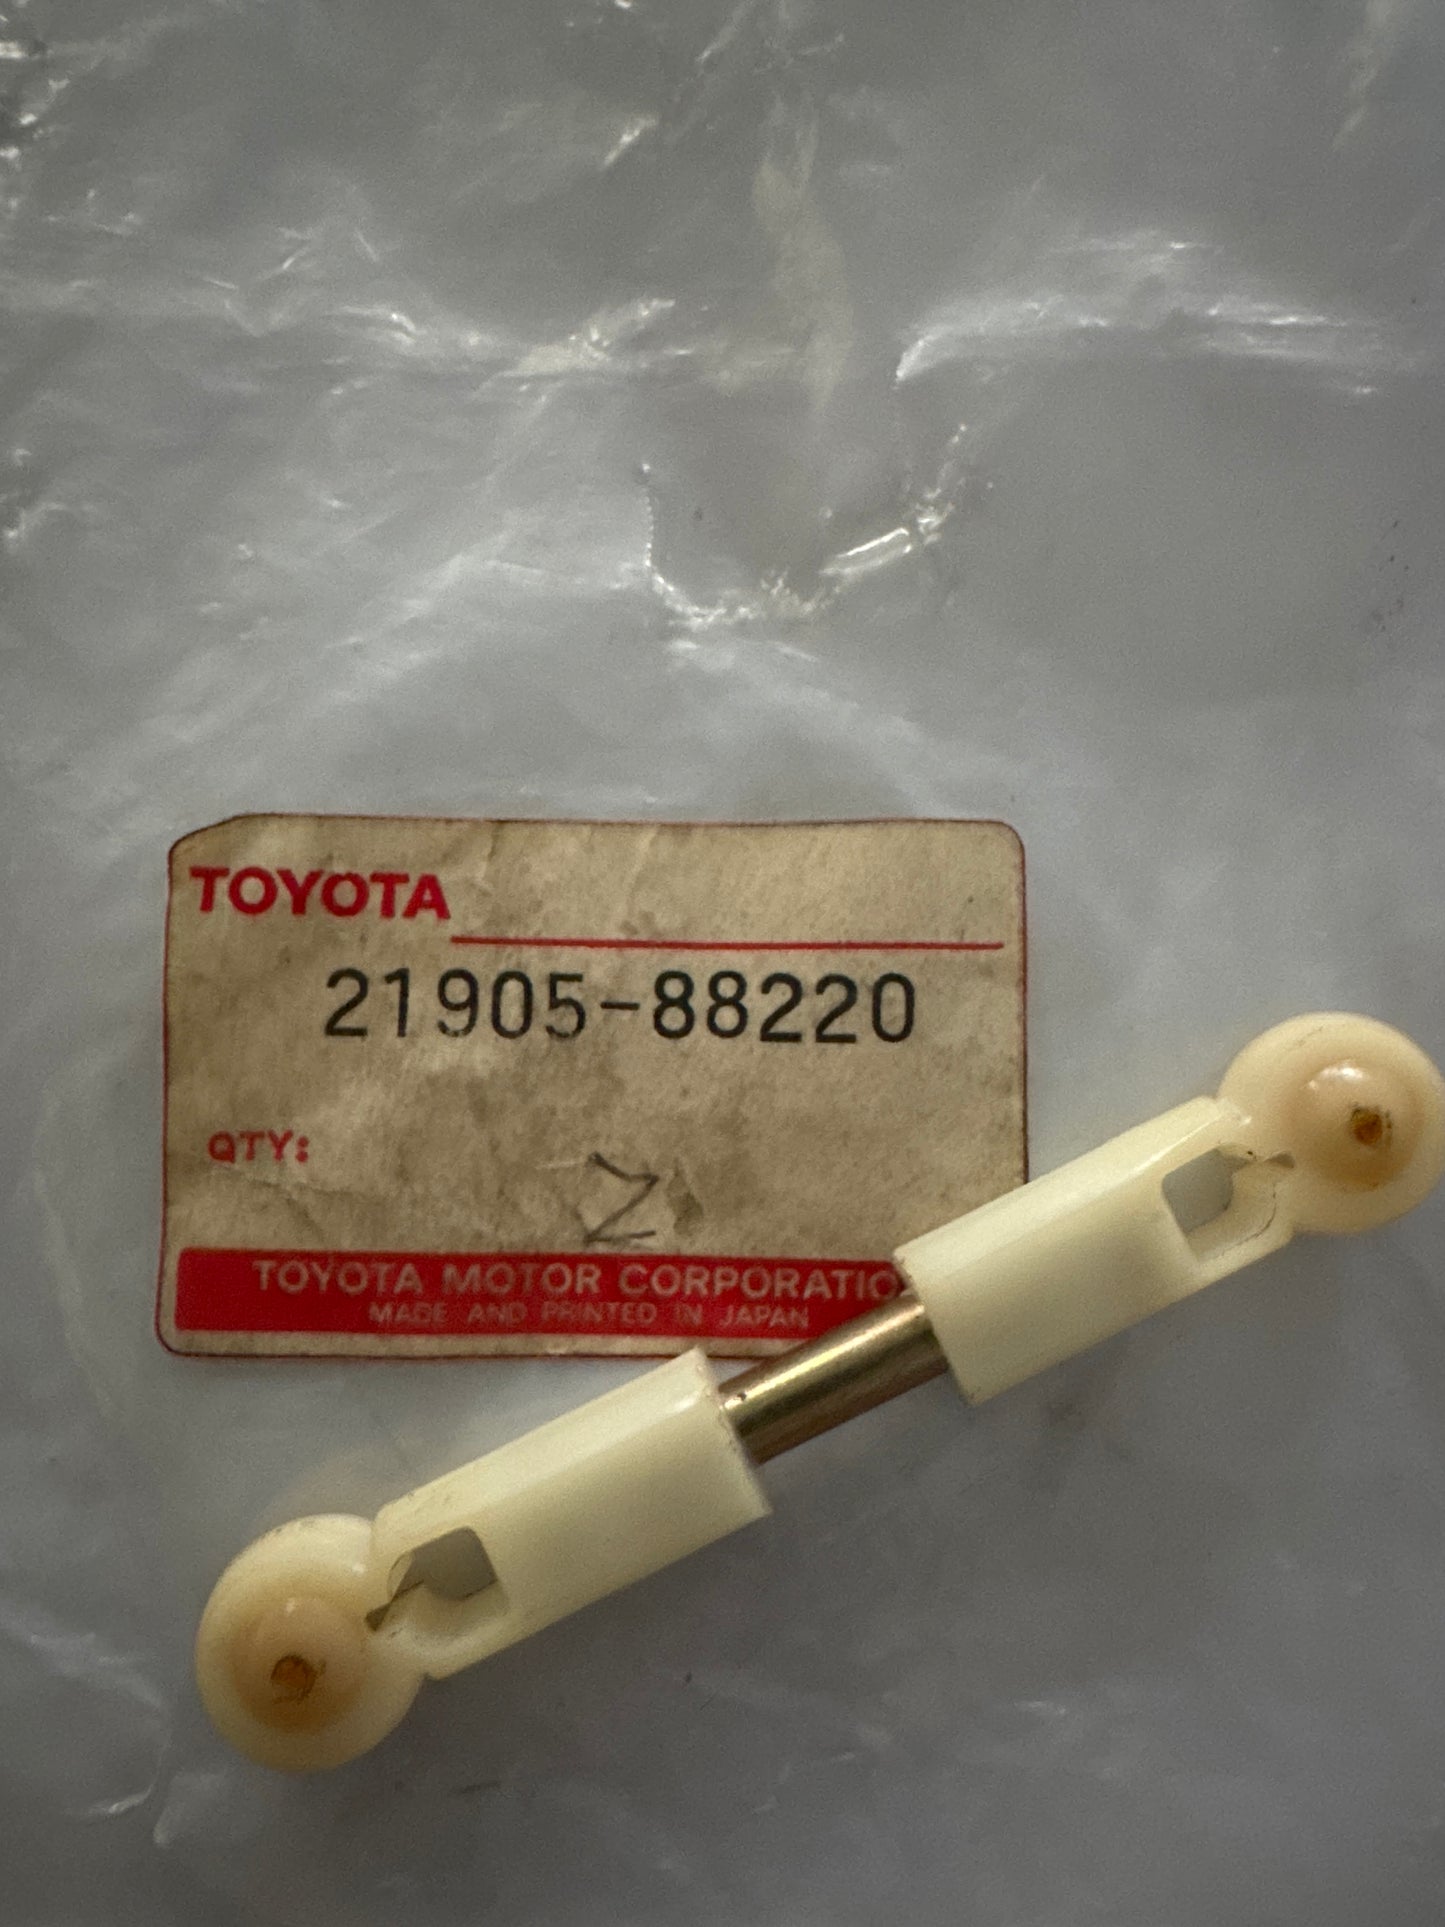 TOYOTA
21905-88220
QTY:
TOYOTA MOTOR CORPORATIO
MADE AND PRINTED IN JAPAN